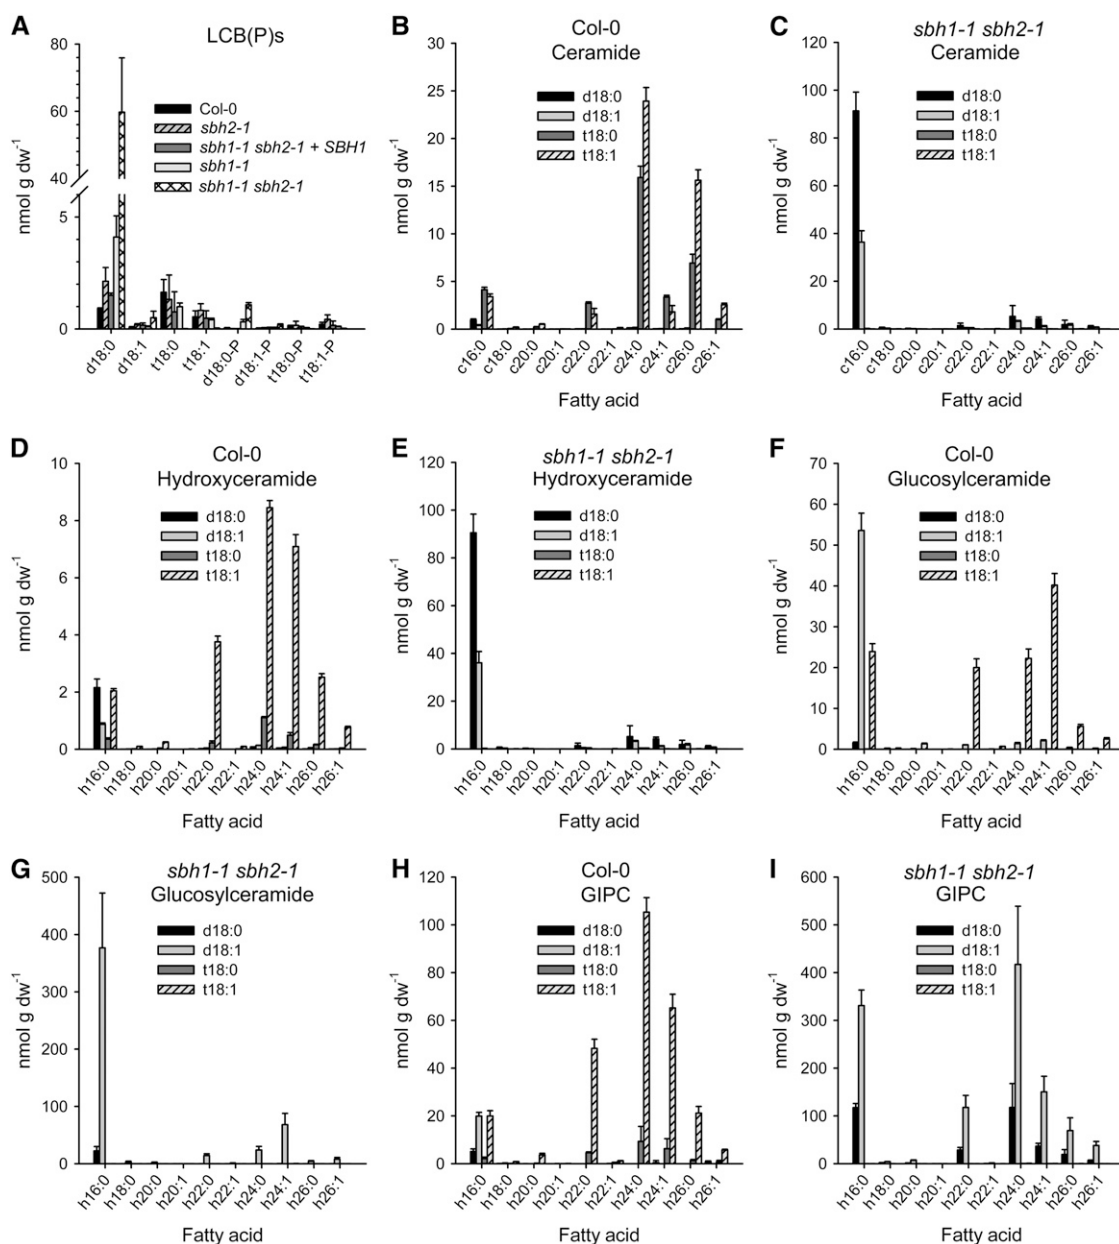 A
LCB(P)s
80
60
40
5
0
nmol g dw-1
Col-0
sbh2-1
sbh1-1 sbh2-1 + SBH1
sbh1-1
sbh1-1 sbh2-1
d18:0
d18:1
t18:0
t18:1
d18:0-P
d18:1-P
t18:0-P
t18:1-P
B
Col-0
Ceramide
30
25
20
15
10
5
0
nmol g dw-1
d18:0
d18:1
t18:0
t18:1
c16:0
c18:0
c20:0
c20:1
c22:0
c22:1
c24:0
c24:1
c26:0
c26:1
Fatty acid
C
sbh1-1 sbh2-1
Ceramide
120
100
80
60
40
20
0
nmol g dw-1
d18:0
d18:1
t18:0
t18:1
c16:0
c18:0
c20:0
c20:1
c22:0
c22:1
c24:0
c24:1
c26:0
c26:1
Fatty acid
D
Col-0
Hydroxyceramide
10
8
6
4
2
0
nmol g dw-1
d18:0
d18:1
t18:0
t18:1
h16:0
h18:0
h20:0
h20:1
h22:0
h22:1
h24:0
h24:1
h26:0
h26:1
Fatty acid
E
sbh1-1 sbh2-1
Hydroxyceramide
120
100
80
60
40
20
0
nmol g dw-1
d18:0
d18:1
t18:0
t18:1
h16:0
h18:0
h20:0
h20:1
h22:0
h22:1
h24:0
h24:1
h26:0
h26:1
Fatty acid
F
Col-0
Glucosylceramide
70
60
50
40
30
20
10
0
nmol g dw-1
d18:0
d18:1
t18:0
t18:1
h16:0
h18:0
h20:0
h20:1
h22:0
h22:1
h24:0
h24:1
h26:0
h26:1
Fatty acid
G
sbh1-1 sbh2-1
Glucosylceramide
500
400
300
200
100
0
nmol g dw-1
d18:0
d18:1
t18:0
t18:1
h16:0
h18:0
h20:0
h20:1
h22:0
h22:1
h24:0
h24:1
h26:0
h26:1
Fatty acid
H
Col-0
GIPC
120
100
80
60
40
20
0
nmol g dw-1
d18:0
d18:1
t18:0
t18:1
h16:0
h18:0
h20:0
h20:1
h22:0
h22:1
h24:0
h24:1
h26:0
h26:1
Fatty acid
I
sbh1-1 sbh2-1
GIPC
600
500
400
300
200
100
0
nmol g dw-1
d18:0
d18:1
t18:0
t18:1
h16:0
h18:0
h20:0
h20:1
h22:0
h22:1
h24:0
h24:1
h26:0
h26:1
Fatty acid